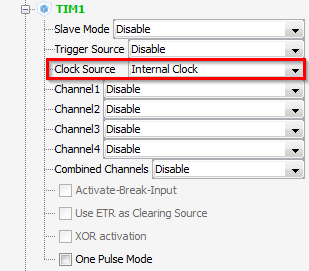 TIM1
Slave Mode Disable
Trigger Source Disable
Clock Source Internal Clock
Channel1 Disable
Channel2 Disable
Channel3 Disable
Channel4 Disable
Combined Channels Disable
Activate-Break-Input
Use ETR as Clearing Source
XOR activation
One Pulse Mode